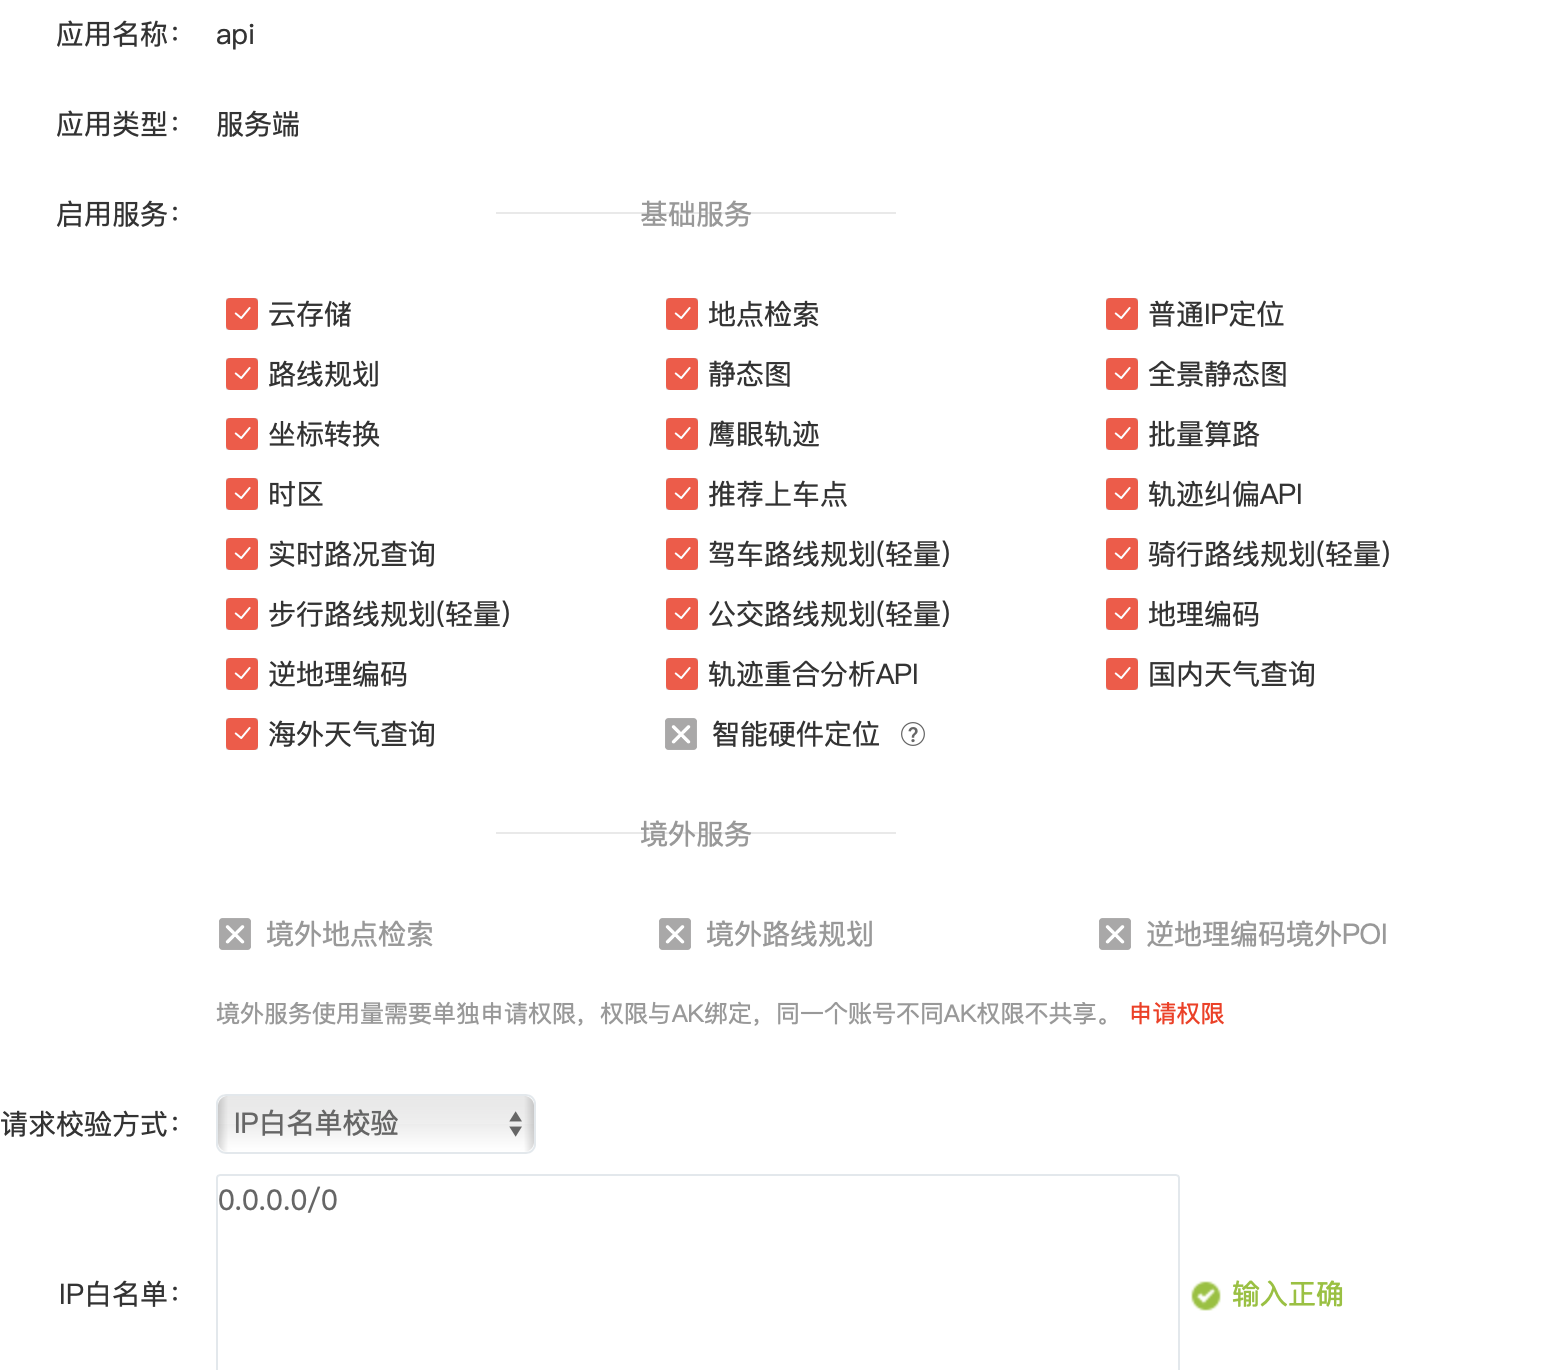 应用名称： api
应用类型： 服务端
启用服务： 基础服务
云存储 地点检索 普通IP定位
路线规划 静态图 全景静态图
坐标转换 鹰眼轨迹 批量算路
时区 推荐上车点 轨迹纠偏API
实时路况查询 驾车路线规划(轻量) 骑行路线规划(轻量)
步行路线规划(轻量) 公交路线规划(轻量) 地理编码
逆地理编码 轨迹重合分析API 国内天气查询
海外天气查询 智能硬件定位 ?
境外服务
境外地点检索 境外路线规划 逆地理编码境外POI
境外服务使用量需要单独申请权限，权限与AK绑定，同一个账号不同AK权限不共享。 申请权限
请求校验方式： IP白名单校验
0.0.0.0/0
IP白名单： 输入正确